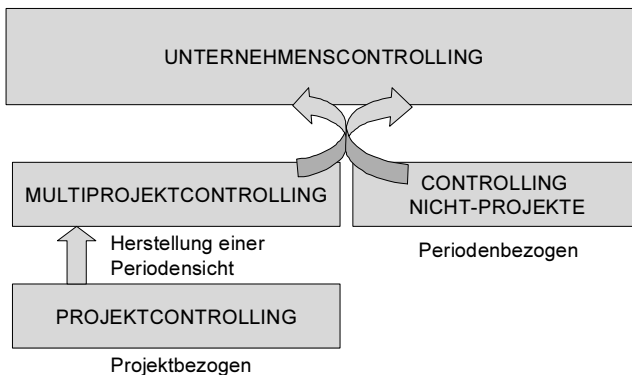 UNTERNEHMENSCONTROLLING
MULTIPROJEKTCONTROLLING
CONTROLLING
NICHT-PROJEKTE
Herstellung einer
Periodensicht
Periodenbezogen
PROJEKTCONTROLLING
Projektbezogen